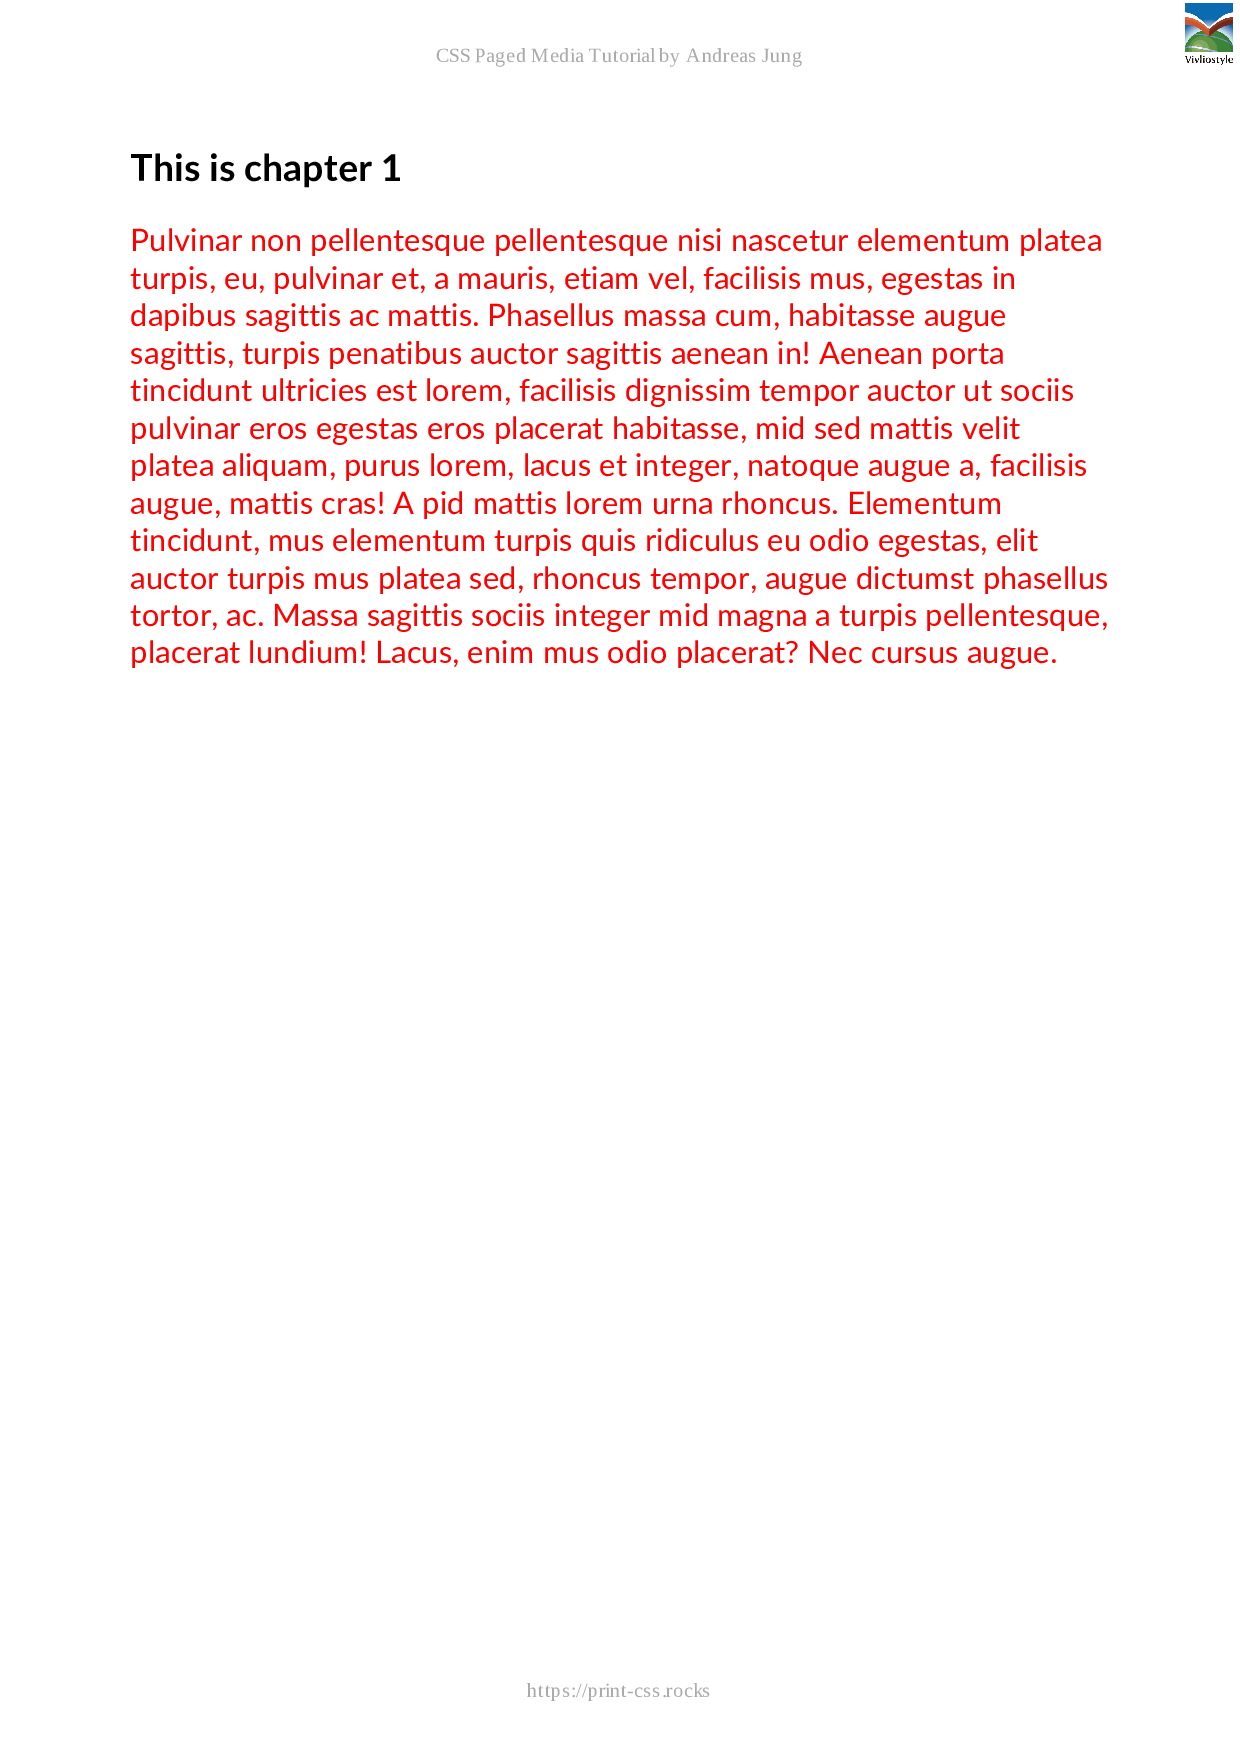 CSS Paged Media Tutorial by Andreas Jung
Vivliostyle
This is chapter 1
Pulvinar non pellentesque pellentesque nisi nascetur elementum platea
turpis, eu, pulvinar et, a mauris, etiam vel, facilisis mus, egestas in
dapibus sagittis ac mattis. Phasellus massa cum, habitasse augue
sagittis, turpis penatibus auctor sagittis aenean in! Aenean porta
tincidunt ultricies est lorem, facilisis dignissim tempor auctor ut sociis
pulvinar eros egestas eros placerat habitasse, mid sed mattis velit
platea aliquam, purus lorem, lacus et integer, natoque augue a, facilisis
augue, mattis cras! A pid mattis lorem urna rhoncus. Elementum
tincidunt, mus elementum turpis quis ridiculus eu odio egestas, elit
auctor turpis mus platea sed, rhoncus tempor, augue dictumst phasellus
tortor, ac. Massa sagittis sociis integer mid magna a turpis pellentesque,
placerat lundium! Lacus, enim mus odio placerat? Nec cursus augue.
https://print-css.rocks